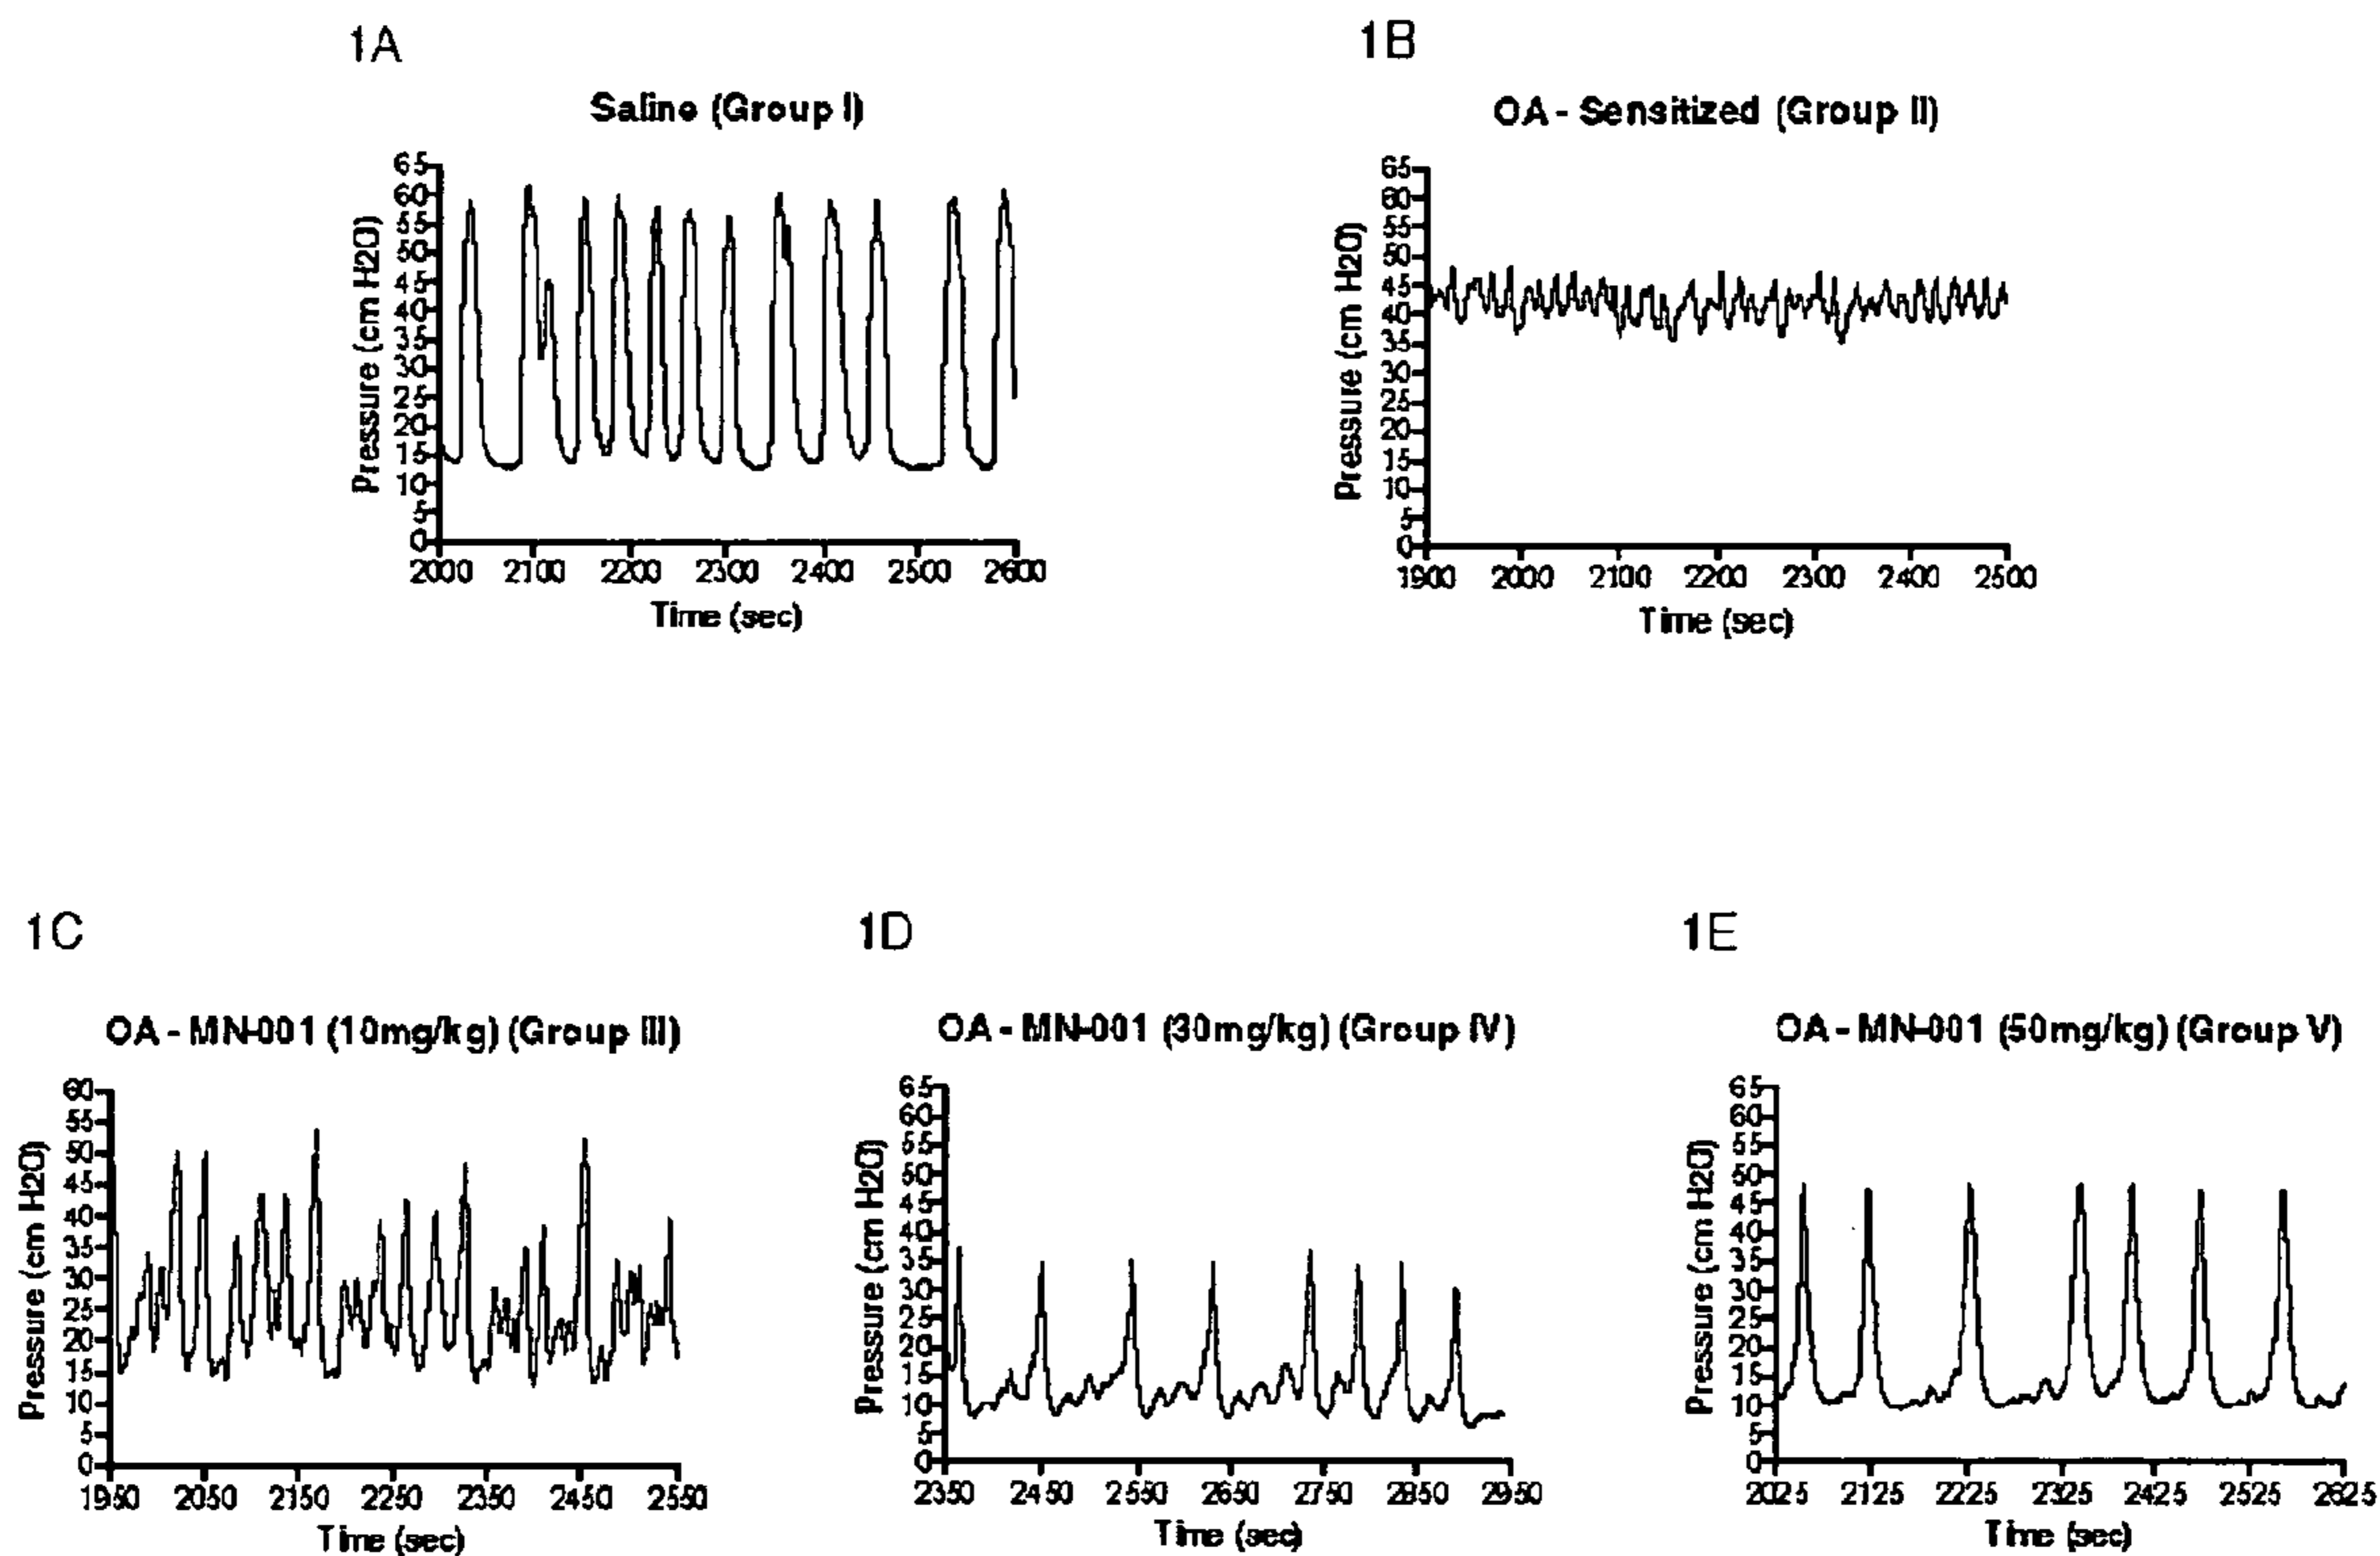 1A
Saline (Group I)
Pressure (cm H2O)
65
60
55
50
45
40
35
30
25
20
15
10
5
0
2000 2100 2200 2300 2400 2500 2600
Time (sec)
1B
OA - Sensitized (Group II)
Pressure (cm H2O)
65
60
55
50
45
40
35
30
25
20
15
10
5
0
1900 2000 2100 2200 2300 2400 2500
Time (sec)
1C
OA - MN-001 (10mg/kg) (Group III)
Pressure (cm H2O)
60
55
50
45
40
35
30
25
20
15
10
5
0
1950 2050 2150 2250 2350 2450 2550
Time (sec)
1D
OA - MN-001 (30mg/kg) (Group IV)
Pressure (cm H2O)
65
60
55
50
45
40
35
30
25
20
15
10
5
0
2350 2450 2550 2650 2750 2850 2950
Time (sec)
1E
OA - MN-001 (50mg/kg) (Group V)
Pressure (cm H2O)
65
60
55
50
45
40
35
30
25
20
15
10
5
0
2025 2125 2225 2325 2425 2525 2625
Time (sec)